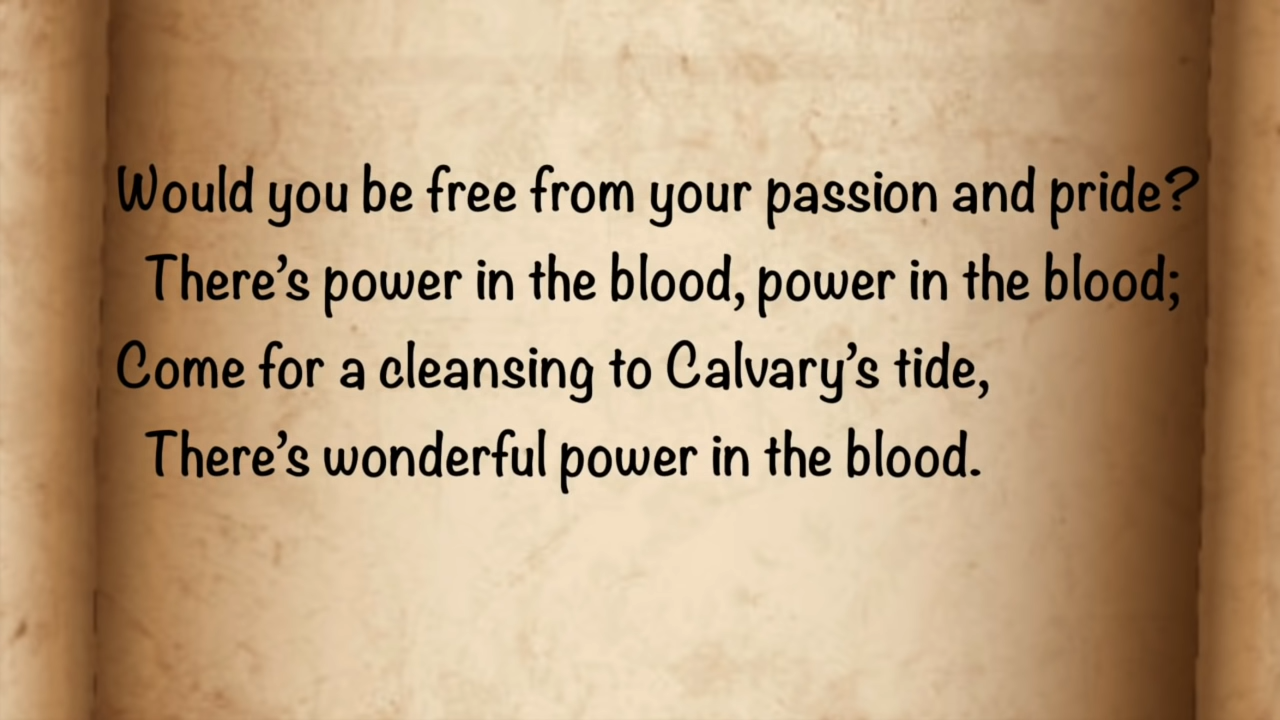 Would you be free from your passion and pride?
There’s power in the blood, power in the blood;
Come for a cleansing to Calvary’s tide,
There’s wonderful power in the blood.